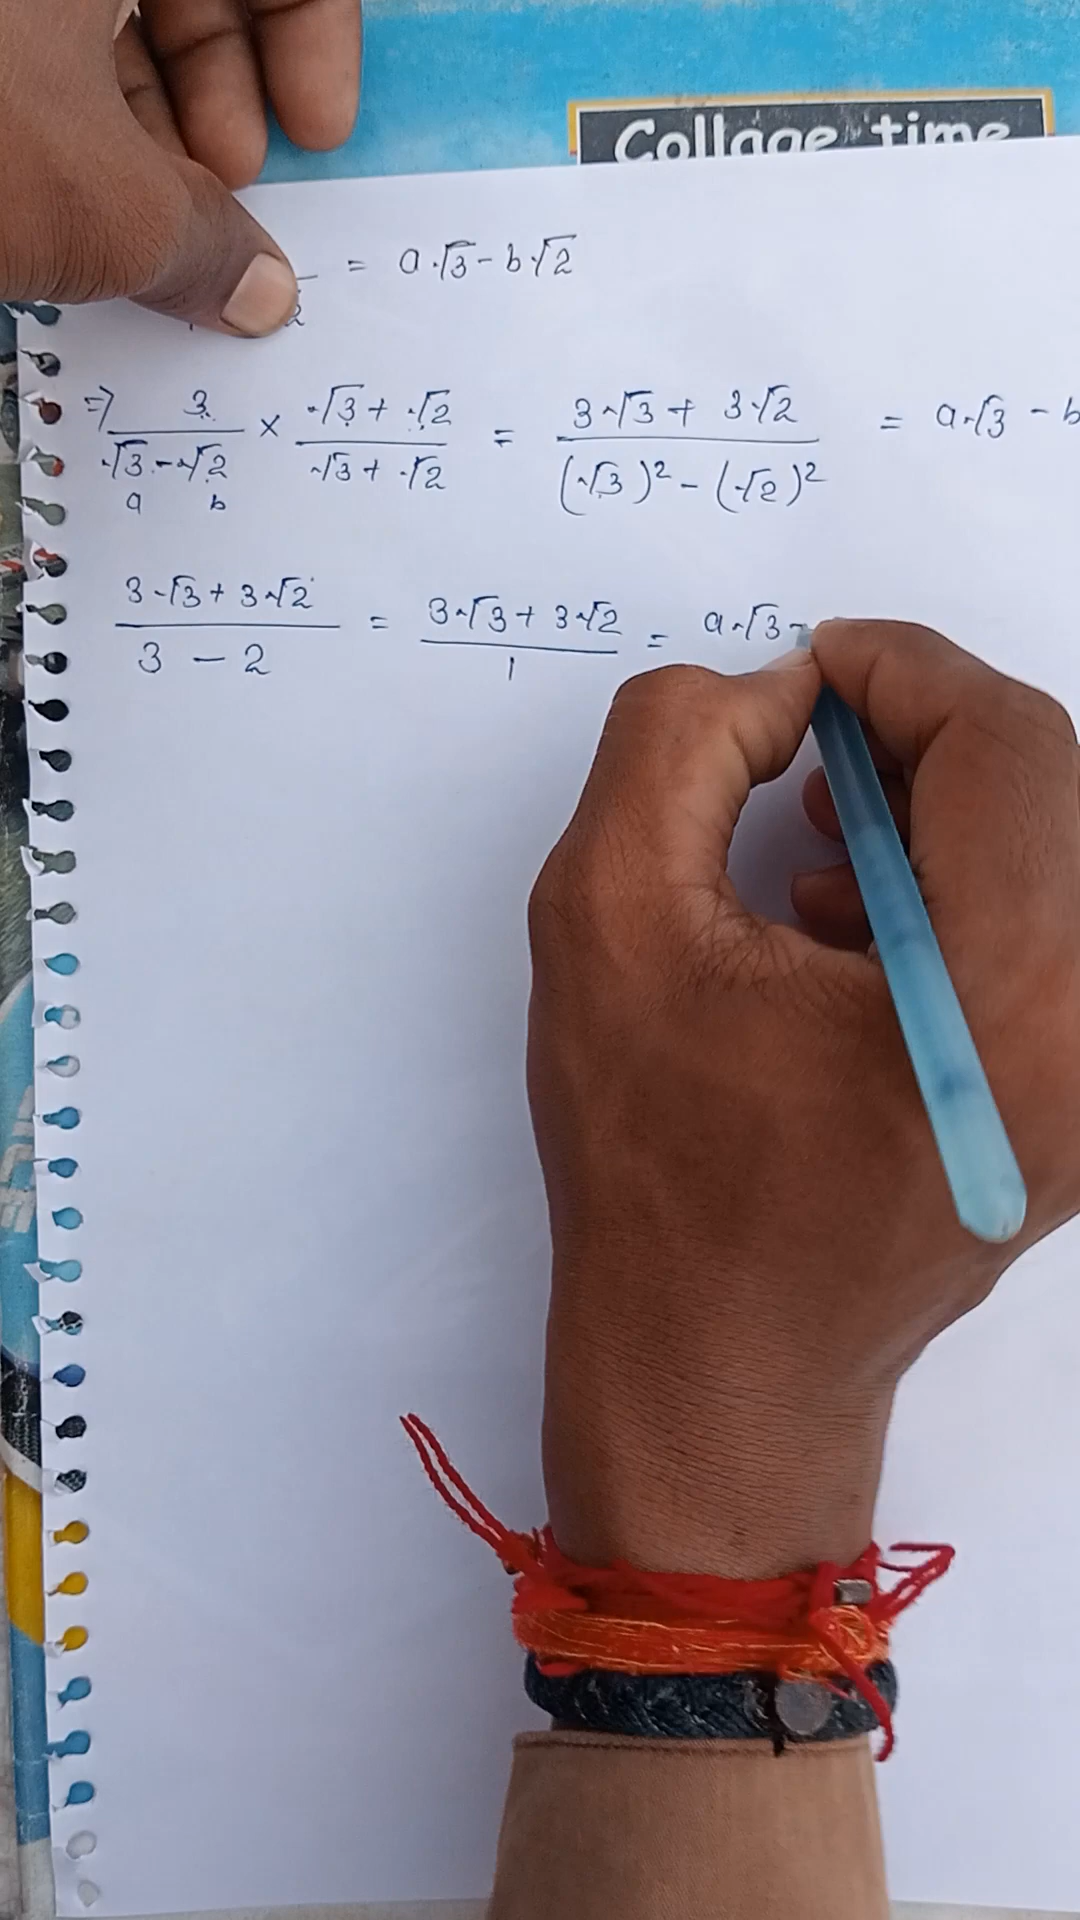 Collage time
2 = a√3 - b√2
⇒ 3/(√3 - √2) × (√3 + √2)/(√3 + √2) = (3√3 + 3√2)/((√3)² - (√2)²) = a√3 - b
a b
(3√3 + 3√2)/(3 - 2) = (3√3 + 3√2)/1 = a√3 -